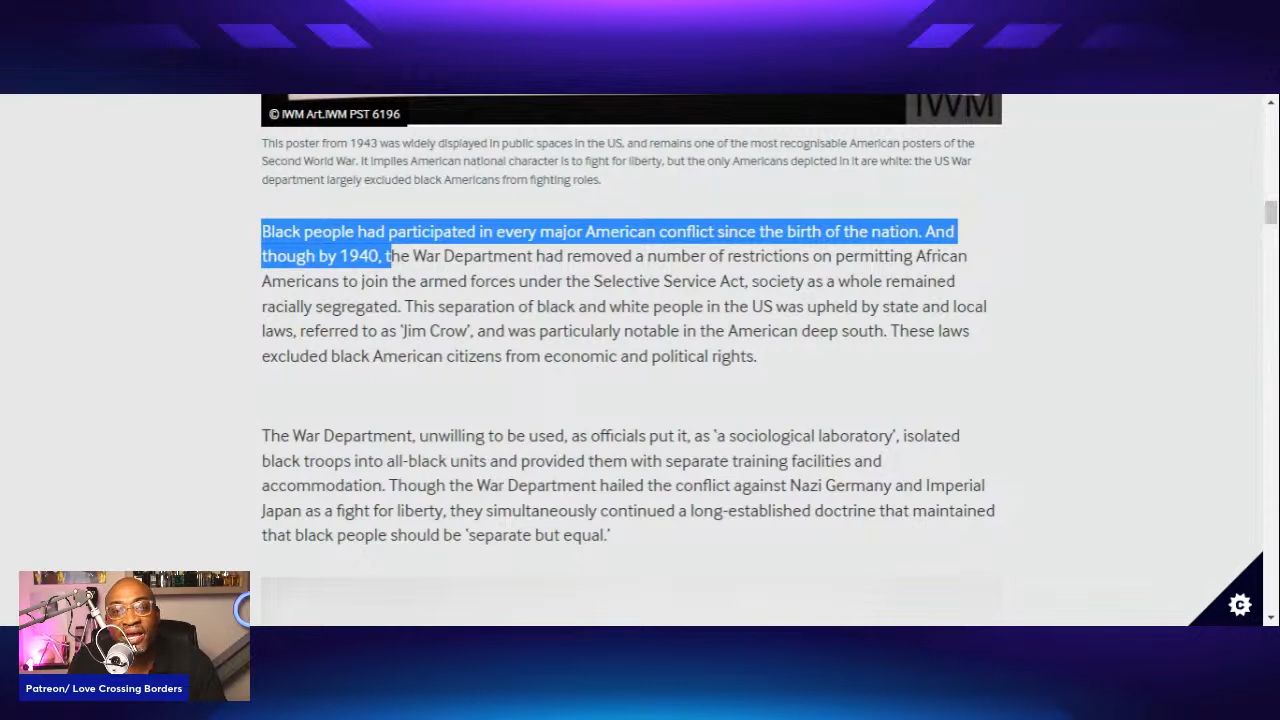 © IWM Art.IWM PST 6196
IWM
This poster from 1943 was widely displayed in public spaces in the US, and remains one of the most recognisable American posters of the
Second World War. It implies American national character is to fight for liberty, but the only Americans depicted in it are white: the US War
department largely excluded black Americans from fighting roles.
Black people had participated in every major American conflict since the birth of the nation. And
though by 1940, the War Department had removed a number of restrictions on permitting African
Americans to join the armed forces under the Selective Service Act, society as a whole remained
racially segregated. This separation of black and white people in the US was upheld by state and local
laws, referred to as ‘Jim Crow’, and was particularly notable in the American deep south. These laws
excluded black American citizens from economic and political rights.
The War Department, unwilling to be used, as officials put it, as ‘a sociological laboratory’, isolated
black troops into all-black units and provided them with separate training facilities and
accommodation. Though the War Department hailed the conflict against Nazi Germany and Imperial
Japan as a fight for liberty, they simultaneously continued a long-established doctrine that maintained
that black people should be ‘separate but equal.’
C
Patreon/ Love Crossing Borders